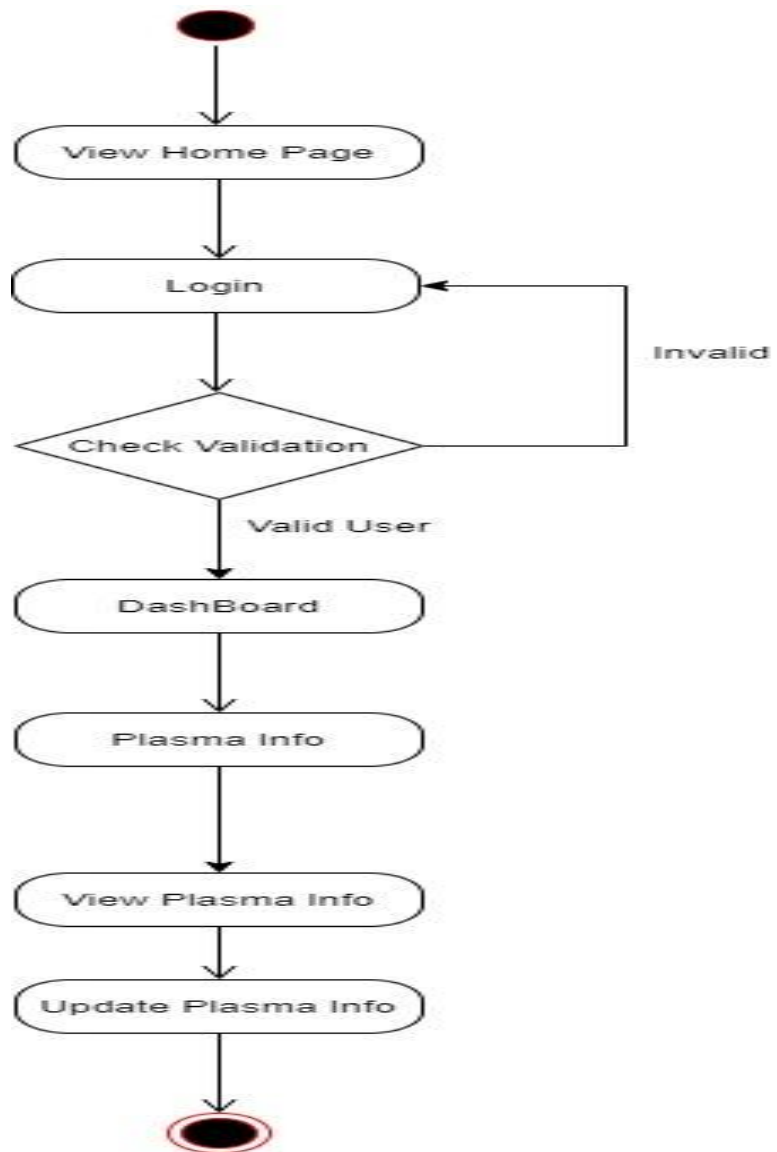 View Home Page
Login
Invalid
Check Validation
Valid User
DashBoard
Plasma Info
View Plasma Info
Update Plasma Info